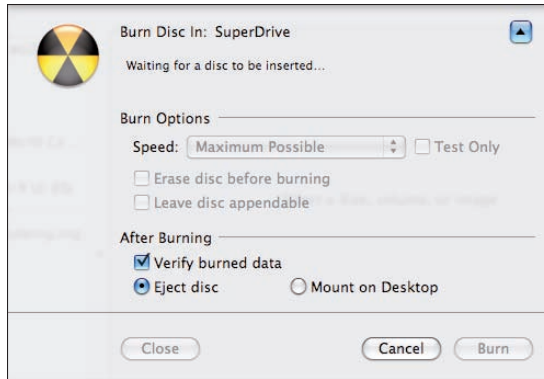 Burn Disc In: SuperDrive
Waiting for a disc to be inserted...
Burn Options
Speed: Maximum Possible Test Only
Erase disc before burning
Leave disc appendable
After Burning
Verify burned data
Eject disc Mount on Desktop
Close Cancel Burn